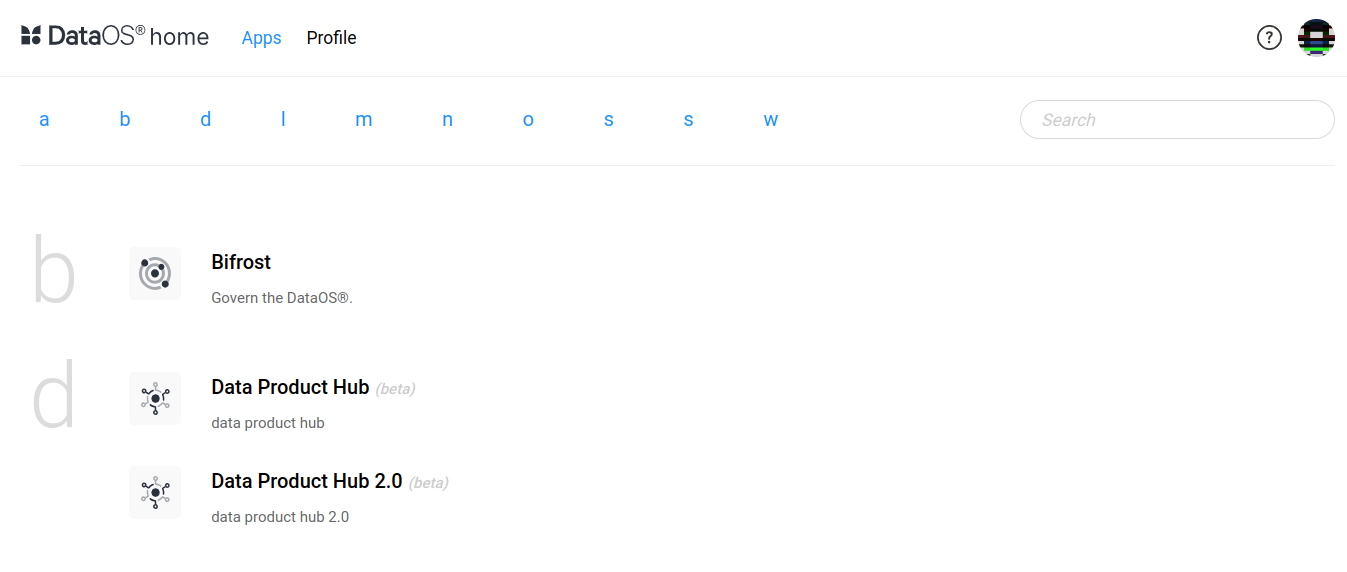 DataOS® home Apps Profile ?
a b d l m n o s s w Search
b
Bifrost
Govern the DataOS®.
d
Data Product Hub (beta)
data product hub
Data Product Hub 2.0 (beta)
data product hub 2.0